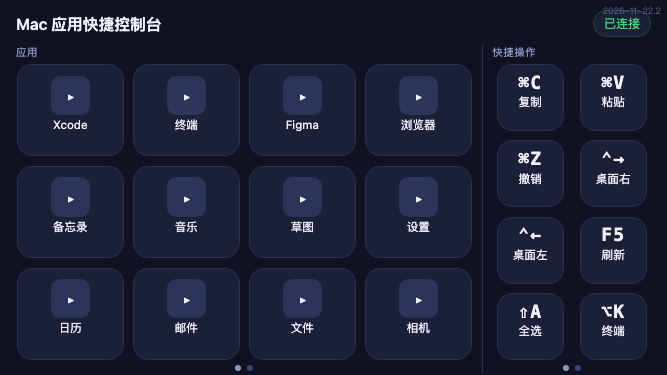 Mac 应用快捷控制台
2026-11-22.2
已连接
应用
Xcode
终端
Figma
浏览器
备忘录
音乐
草图
设置
日历
邮件
文件
相机
快捷操作
⌘C
复制
⌘V
粘贴
⌘Z
撤销
^→
桌面右
^←
桌面左
F5
刷新
⇧A
全选
⌥K
终端